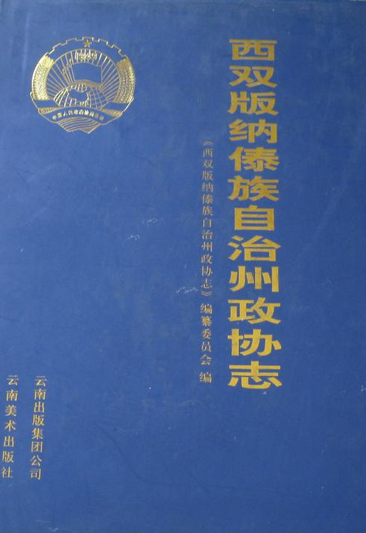 西双版纳傣族自治州政协志
《西双版纳傣族自治州政协志》编纂委员会 编
云南出版集团公司
云南美术出版社